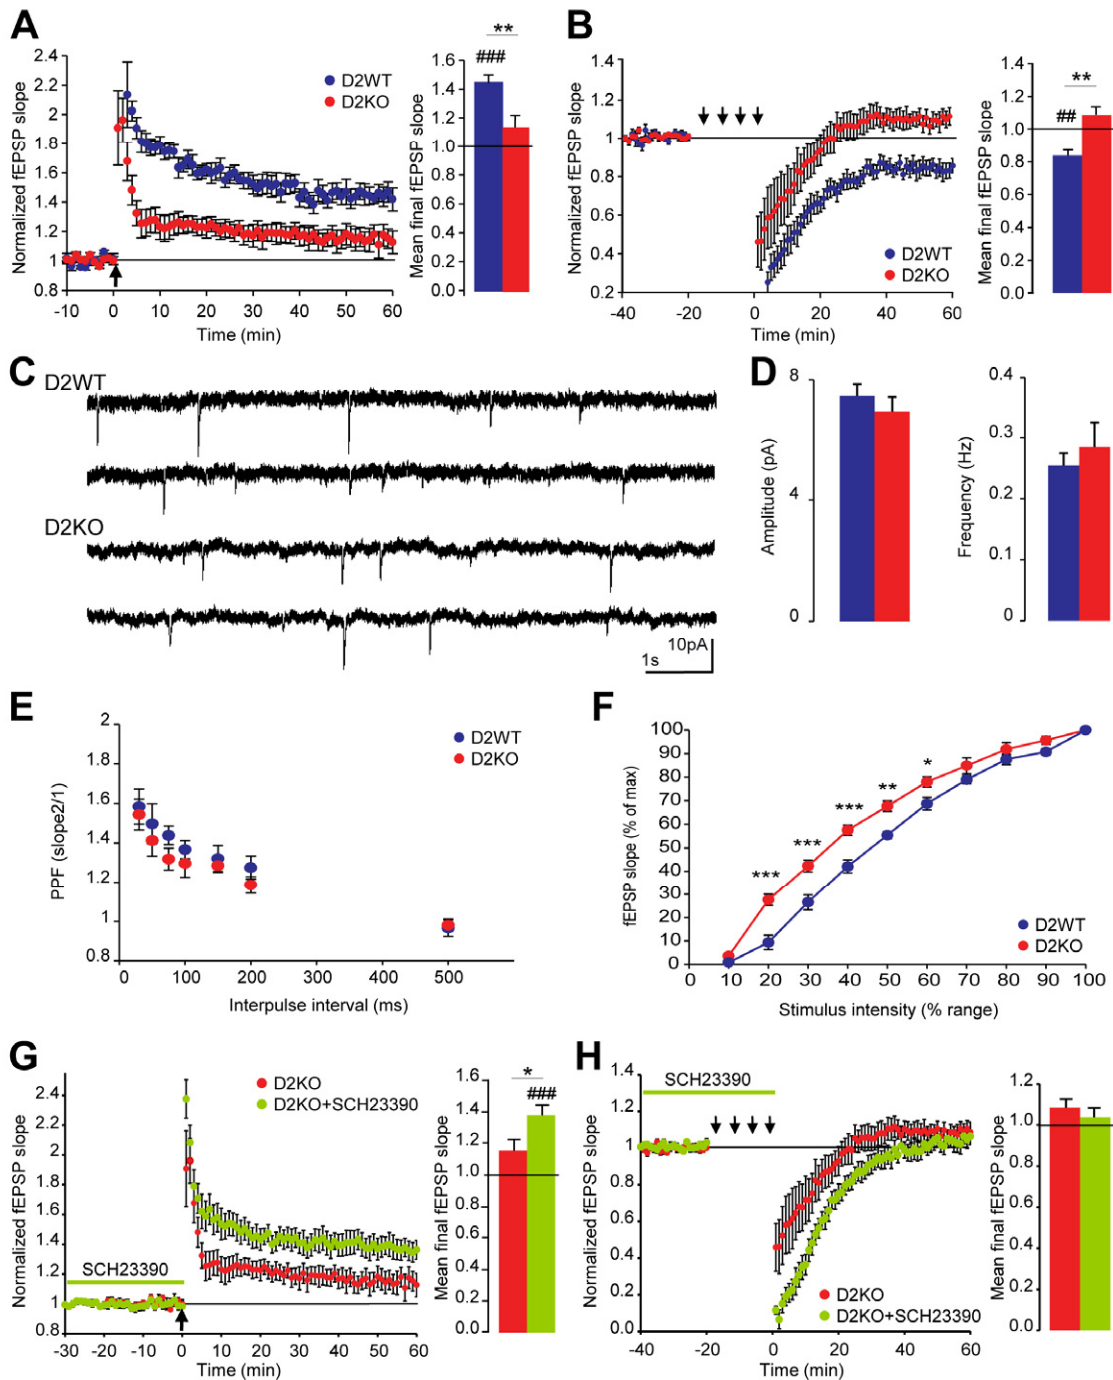 A
Normalized fEPSP slope
2.4
2.2
2
1.8
1.6
1.4
1.2
1
0.8
D2WT
D2KO
-10 0 10 20 30 40 50 60
Time (min)
Mean final fEPSP slope
1.6
1.4
1.2
1.0
0.8
0.6
0.4
0.2
0.0
**
###
B
Normalized fEPSP slope
1.4
1.2
1
0.8
0.6
0.4
0.2
D2WT
D2KO
-40 -20 0 20 40 60
Time (min)
Mean final fEPSP slope
1.4
1.2
1.0
0.8
0.6
0.4
0.2
0.0
**
##
C
D2WT
D2KO
10pA
1s
D
Amplitude (pA)
8
4
0
Frequency (Hz)
0.4
0.3
0.2
0.1
0
E
PPF (slope2/1)
2
1.8
1.6
1.4
1.2
1
0.8
D2WT
D2KO
0 100 200 300 400 500
Interpulse interval (ms)
F
fEPSP slope (% of max)
100
90
80
70
60
50
40
30
20
10
0
***
***
***
**
*
D2WT
D2KO
0 10 20 30 40 50 60 70 80 90 100
Stimulus intensity (% range)
G
Normalized fEPSP slope
2.4
2.2
2
1.8
1.6
1.4
1.2
1
0.8
D2KO
D2KO+SCH23390
SCH23390
-30 -20 -10 0 10 20 30 40 50 60
Time (min)
Mean final fEPSP slope
1.6
1.4
1.2
1.0
0.8
0.6
0.4
0.2
0.0
*
###
H
SCH23390
Normalized fEPSP slope
1.4
1.2
1
0.8
0.6
0.4
0.2
0.0
D2KO
D2KO+SCH23390
-40 -20 0 20 40 60
Time (min)
Mean final fEPSP slope
1.2
1.0
0.8
0.6
0.4
0.2
0.0